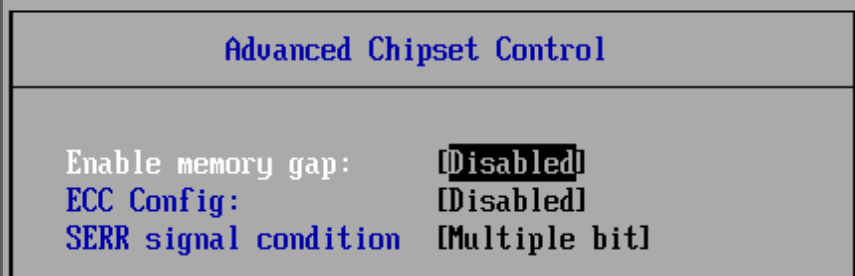 Advanced Chipset Control
Enable memory gap: [Disabled]
ECC Config: [Disabled]
SERR signal condition [Multiple bit]